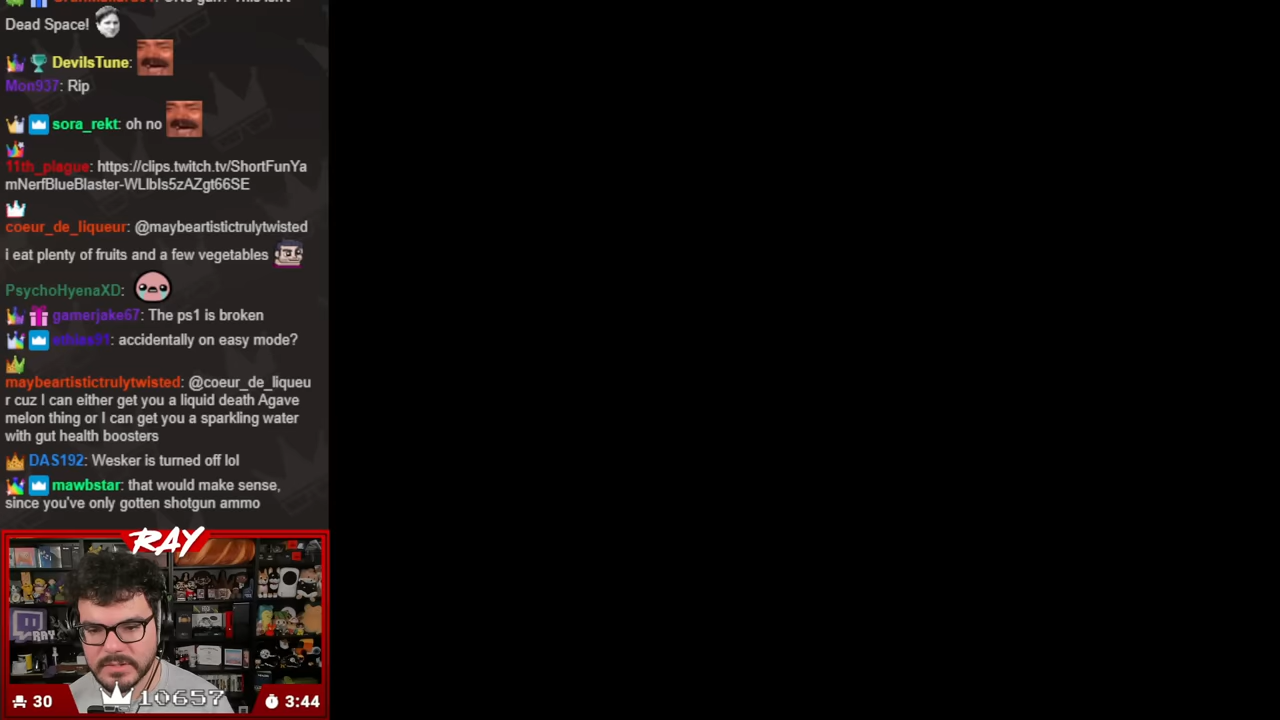 Dead Space!
DevilsTune:
Mon937: Rip
sora_rekt: oh no
11th_plague: https://clips.twitch.tv/ShortFunYa
mNerfBlueBlaster-WLlbIs5zAZgt66SE
coeur_de_liqueur: @maybeartistictrulytwisted
i eat plenty of fruits and a few vegetables
PsychoHyenaXD:
gamerjake67: The ps1 is broken
: accidentally on easy mode?
maybeartistictrulytwisted: @coeur_de_liqueu
r cuz I can either get you a liquid death Agave
melon thing or I can get you a sparkling water
with gut health boosters
DAS192: Wesker is turned off lol
mawbstar: that would make sense,
since you've only gotten shotgun ammo
RAY
RAY
30
10657
3:44